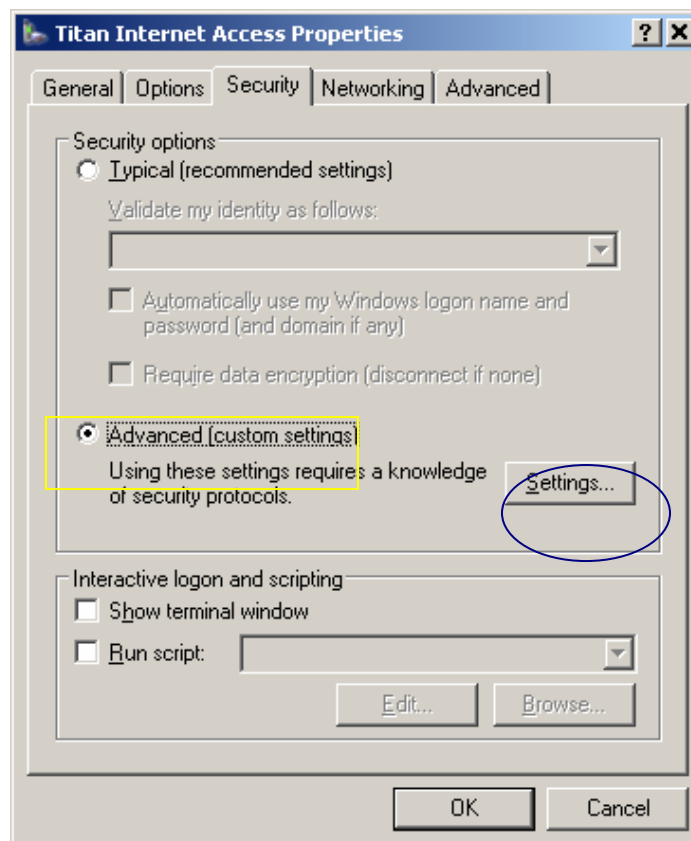 Titan Internet Access Properties
General Options Security Networking Advanced
Security options
Typical (recommended settings)
Validate my identity as follows:
Automatically use my Windows logon name and
password (and domain if any)
Require data encryption (disconnect if none)
Advanced (custom settings)
Using these settings requires a knowledge
of security protocols.
Settings...
Interactive logon and scripting
Show terminal window
Run script:
Edit... Browse...
OK Cancel